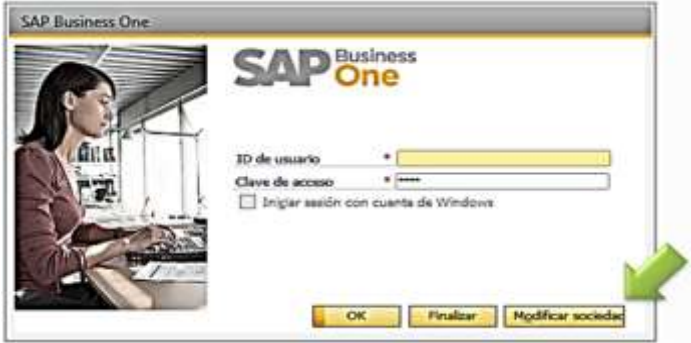 SAP Business One
SAP Business One
ID de usuario *
Clave de acceso * ****
Iniciar sesión con cuenta de Windows
OK Finalizar Modificar sociedad